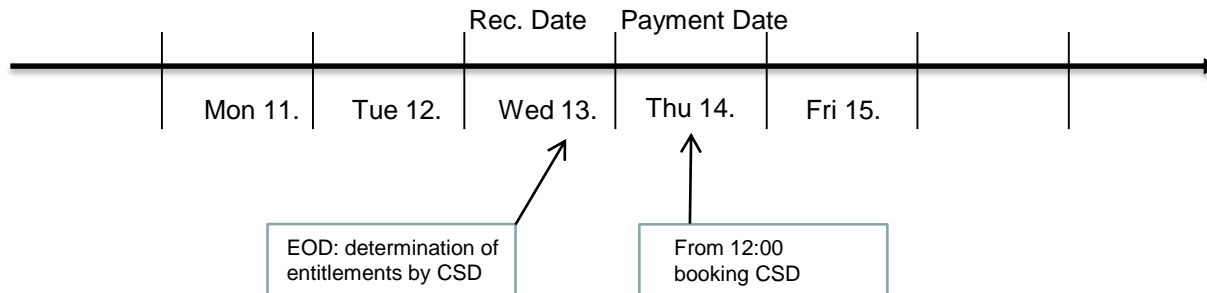 Rec. Date Payment Date
Mon 11. Tue 12. Wed 13. Thu 14. Fri 15.
EOD: determination of
entitlements by CSD
From 12:00
booking CSD